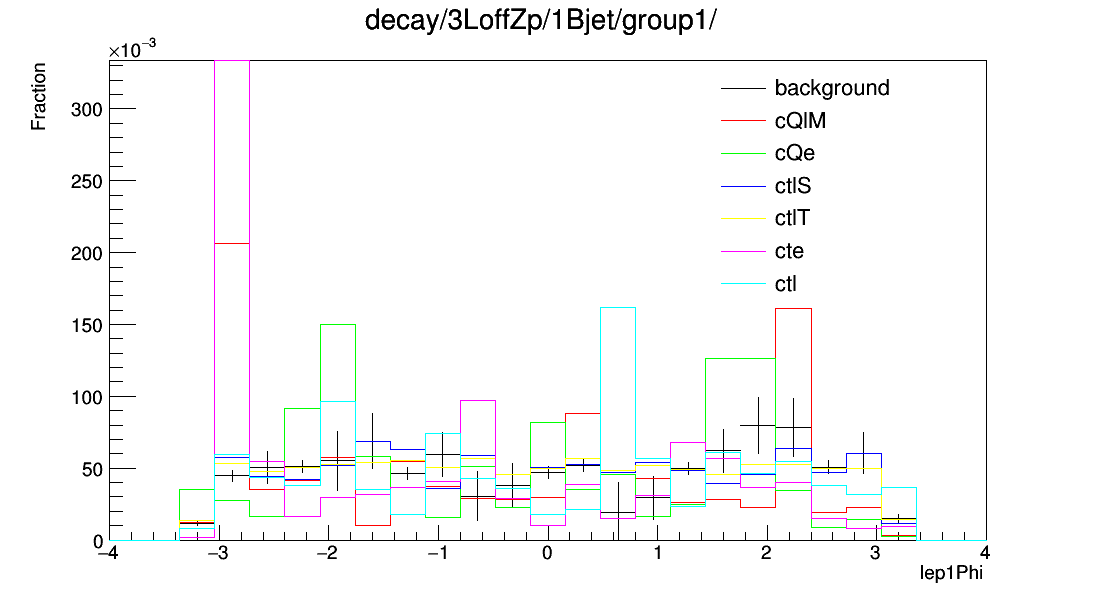 decay/3LoffZp/1Bjet/group1/
×10⁻³
Fraction
background
cQlM
cQe
ctlS
ctlT
cte
ctl
300
250
200
150
100
50
0
−4 −3 −2 −1 0 1 2 3 4
lep1Phi